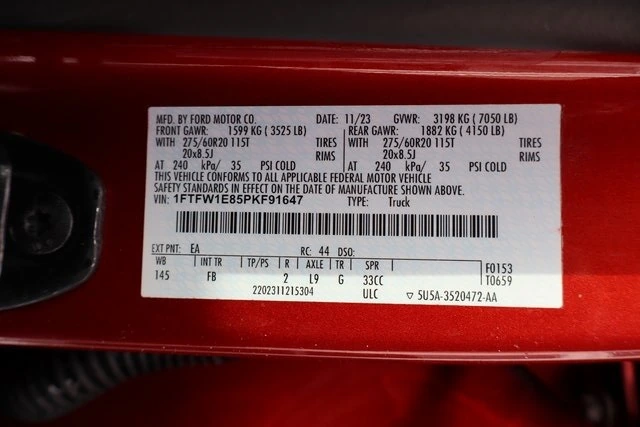 MFD. BY FORD MOTOR CO. DATE: 11/23 GVWR: 3198 KG ( 7050 LB)
FRONT GAWR: 1599 KG ( 3525 LB) REAR GAWR: 1882 KG ( 4150 LB)
WITH 275/60R20 115T TIRES WITH 275/60R20 115T TIRES
20x8.5J RIMS 20x8.5J RIMS
AT 240 kPa/ 35 PSI COLD AT 240 kPa/ 35 PSI COLD
THIS VEHICLE CONFORMS TO ALL APPLICABLE FEDERAL MOTOR VEHICLE
SAFETY STANDARDS IN EFFECT ON THE DATE OF MANUFACTURE SHOWN ABOVE.
VIN: 1FTFW1E85PKF91647 TYPE: Truck
EXT PNT: EA RC: 44 DSO:
WB INT TR TP/PS R AXLE TR SPR F0153
145 FB 2 L9 G 33CC T0659
2202311215304 ULC ▽ 5U5A-3520472-AA